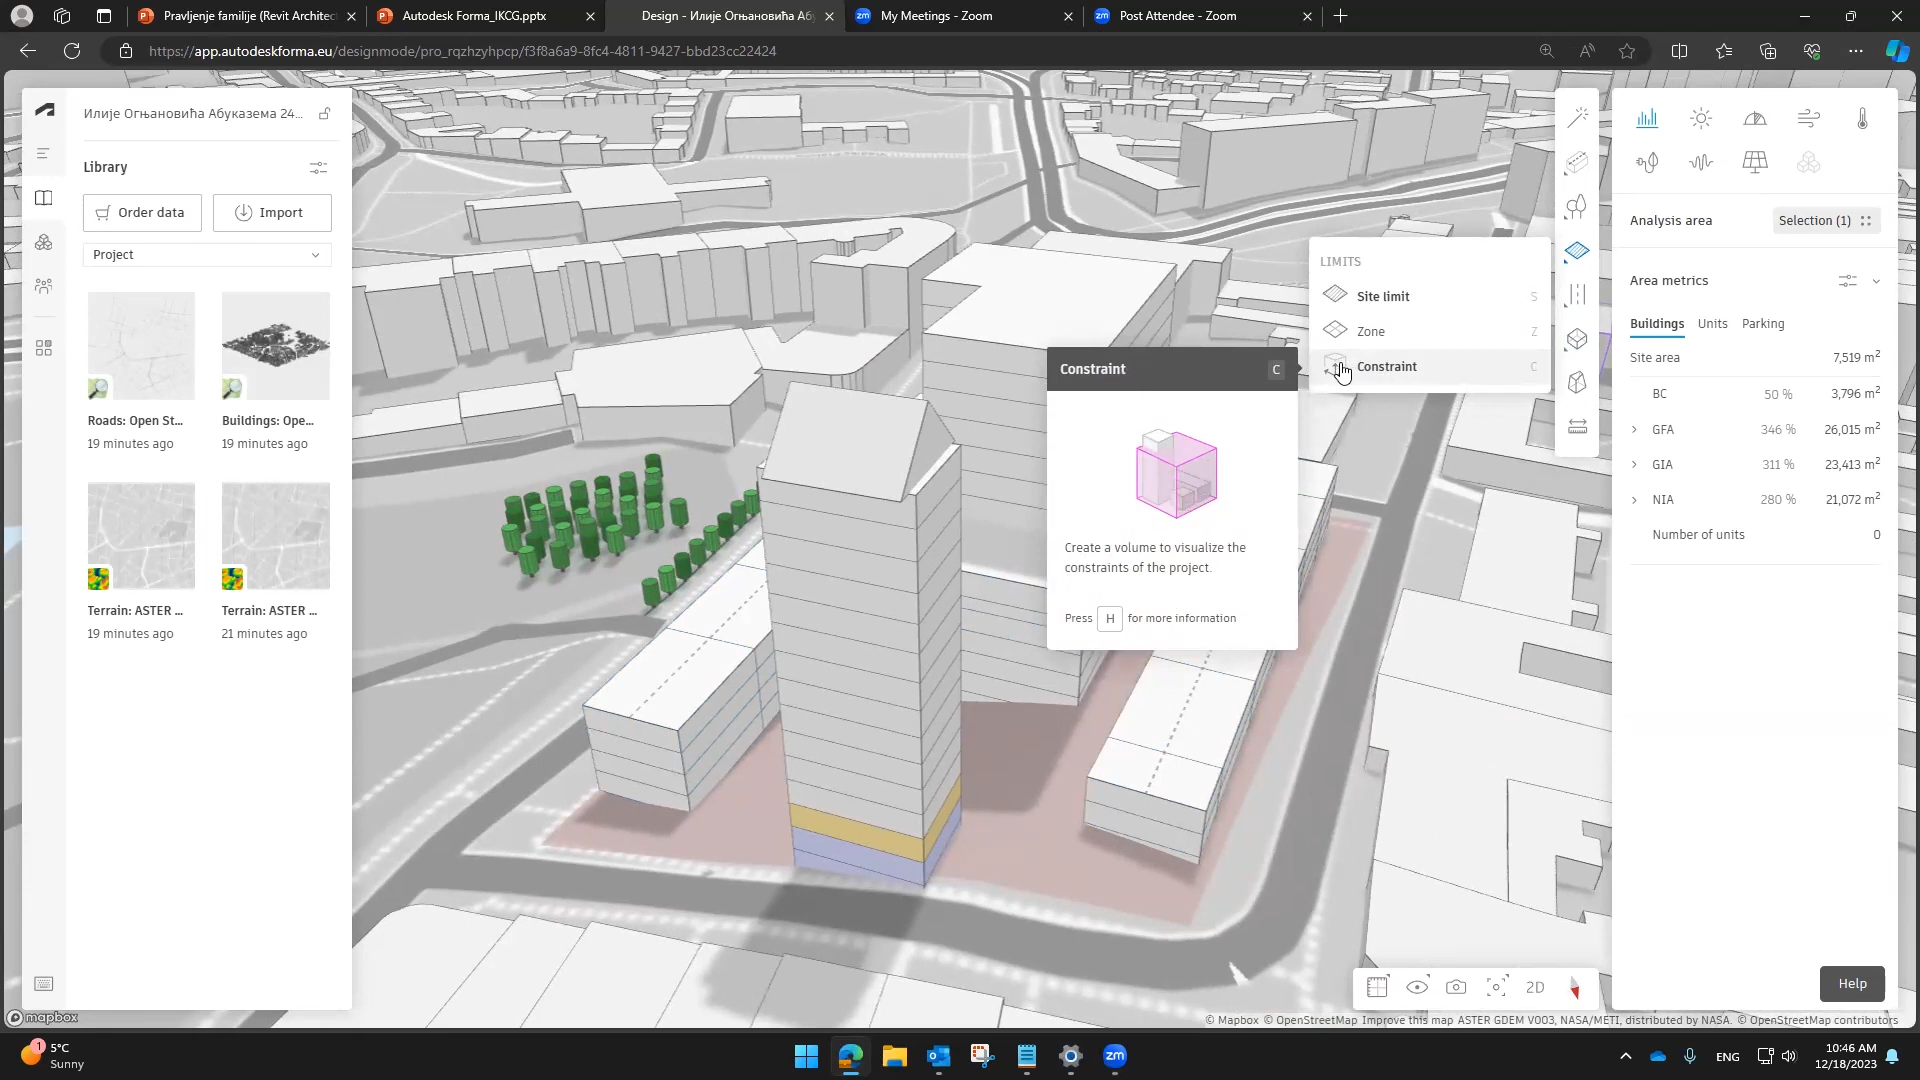 Pravljenje familije (Revit Architec
Autodesk Forma_IKCG.pptx
Design - Илије Огњановића Абу
My Meetings - Zoom
Post Attendee - Zoom
https://app.autodeskforma.eu/designmode/pro_rqzhzyhpcp/f3f8a6a9-8fc4-4811-9427-bbd23cc22424
Илије Огњановића Абуказема 24...
Library
Order data
Import
Project
Roads: Open St...
19 minutes ago
Buildings: Ope...
19 minutes ago
Terrain: ASTER ...
19 minutes ago
Terrain: ASTER ...
21 minutes ago
mapbox
LIMITS
Site limit S
Zone Z
Constraint C
Constraint C
Create a volume to visualize the
constraints of the project.
Press H for more information
Analysis area
Selection (1)
Area metrics
Buildings Units Parking
Site area 7,519 m²
BC 50 % 3,796 m²
GFA 346 % 26,015 m²
GIA 311 % 23,413 m²
NIA 280 % 21,072 m²
Number of units 0
Help
2D
© Mapbox © OpenStreetMap Improve this map ASTER GDEM V003, NASA/METI, distributed by NASA. © OpenStreetMap contributors
1
5°C
Sunny
zm
ENG
10:46 AM
12/18/2023